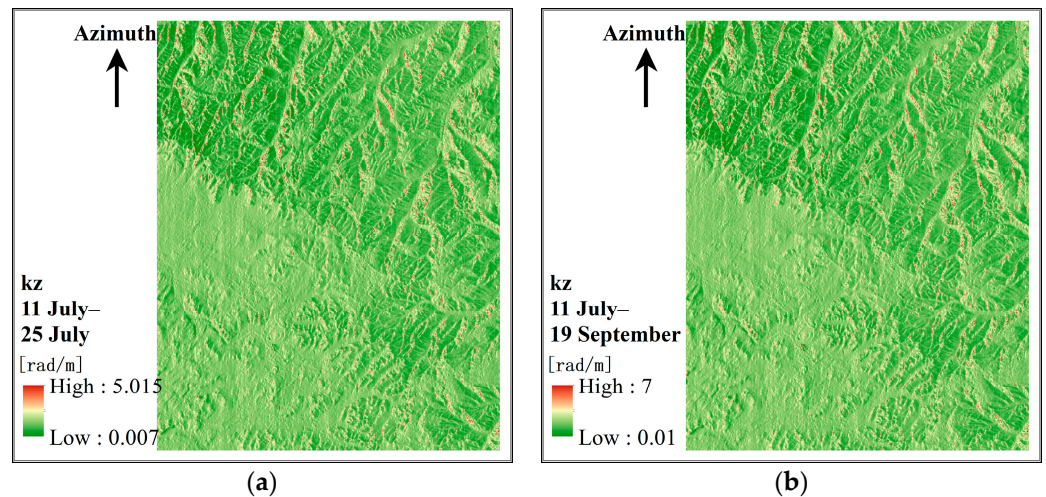 Azimuth
kz
11 July–
25 July
[rad/m]
High : 5.015
Low : 0.007
(a)
Azimuth
kz
11 July–
19 September
[rad/m]
High : 7
Low : 0.01
(b)